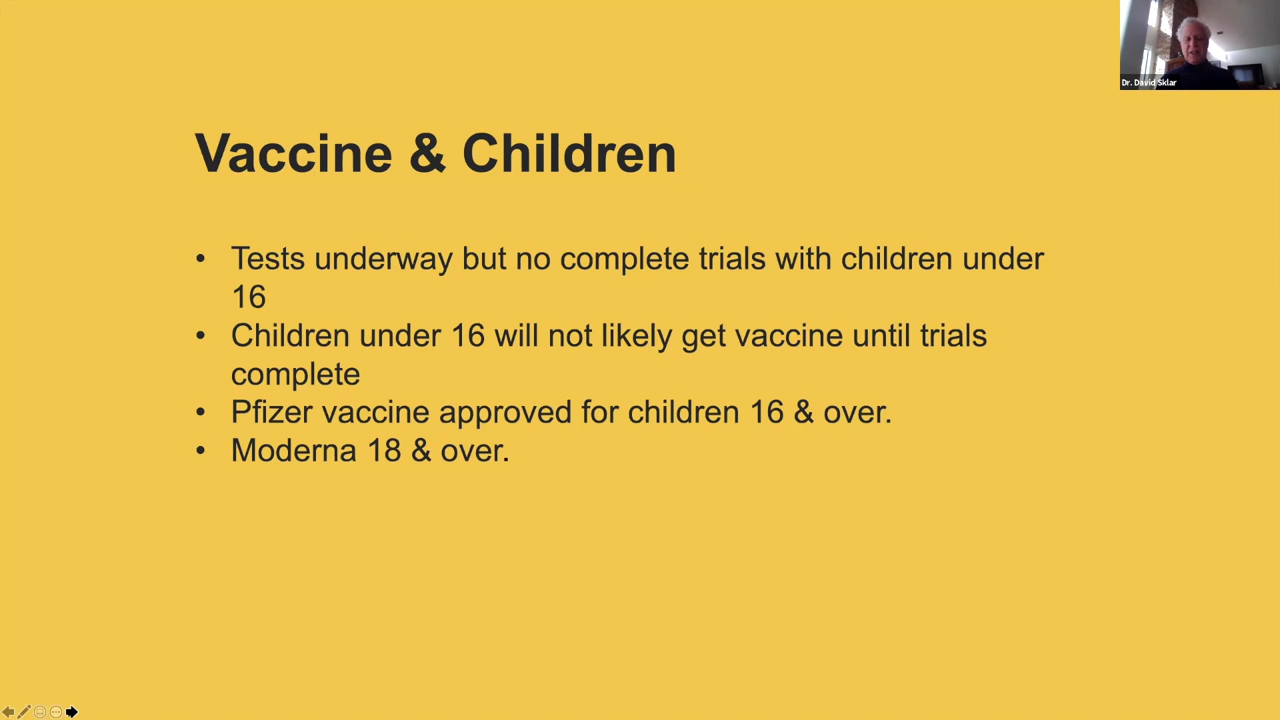 Dr. David Sklar
Vaccine & Children
• Tests underway but no complete trials with children under
16
• Children under 16 will not likely get vaccine until trials
complete
• Pfizer vaccine approved for children 16 & over.
• Moderna 18 & over.